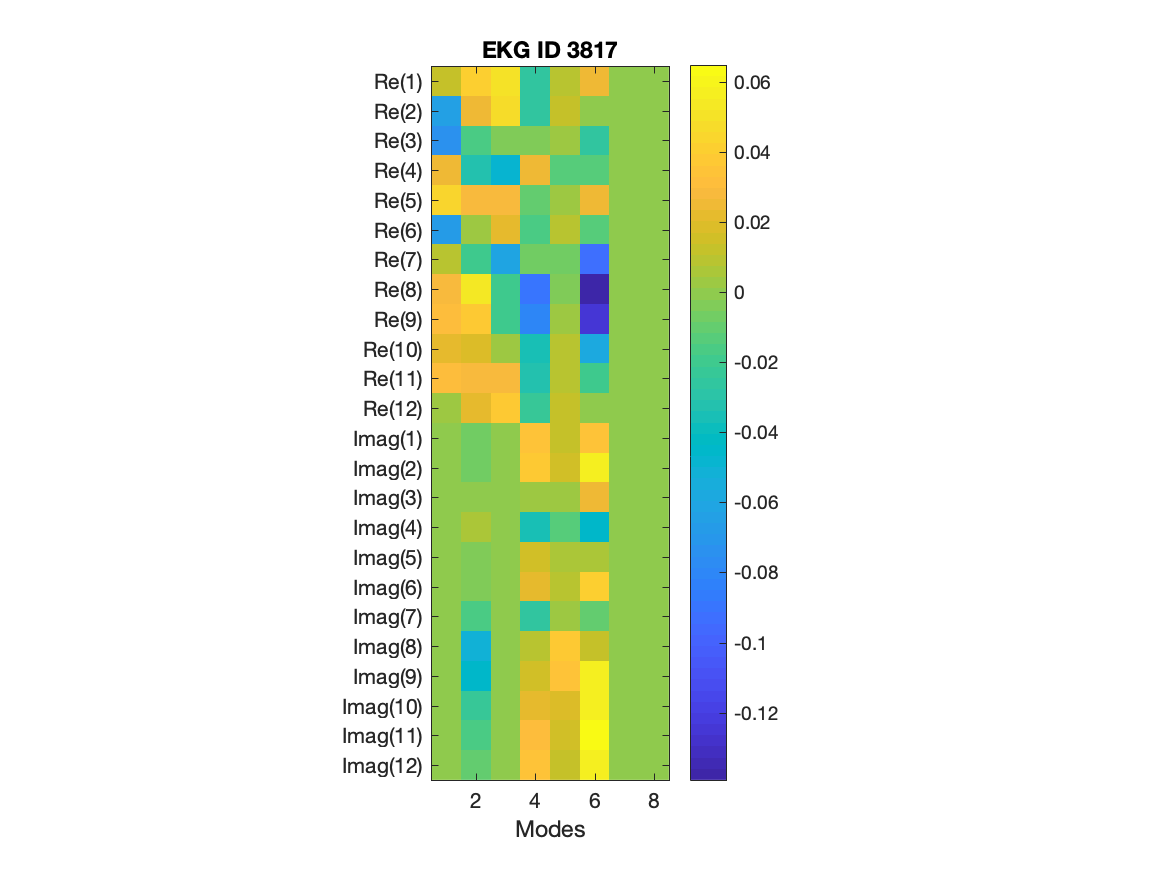 EKG ID 3817
Re(1)
Re(2)
Re(3)
Re(4)
Re(5)
Re(6)
Re(7)
Re(8)
Re(9)
Re(10)
Re(11)
Re(12)
Imag(1)
Imag(2)
Imag(3)
Imag(4)
Imag(5)
Imag(6)
Imag(7)
Imag(8)
Imag(9)
Imag(10)
Imag(11)
Imag(12)
2 4 6 8
Modes
0.06
0.04
0.02
0
-0.02
-0.04
-0.06
-0.08
-0.1
-0.12